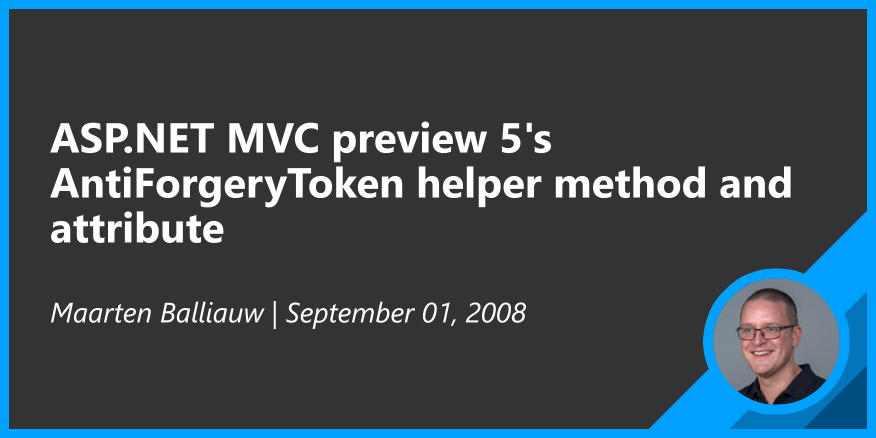 ASP.NET MVC preview 5's
AntiForgeryToken helper method and
attribute
Maarten Balliauw | September 01, 2008